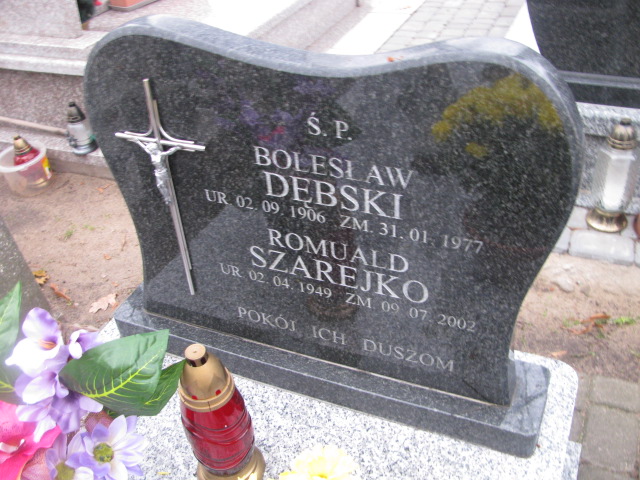 Ś. P.
BOLESŁAW
DĘBSKI
UR 02. 09. 1906 ZM. 31. 01. 1977
ROMUALD
SZAREJKO
UR 02. 04. 1949 ZM 09. 07. 2002
POKÓJ ICH DUSZOM